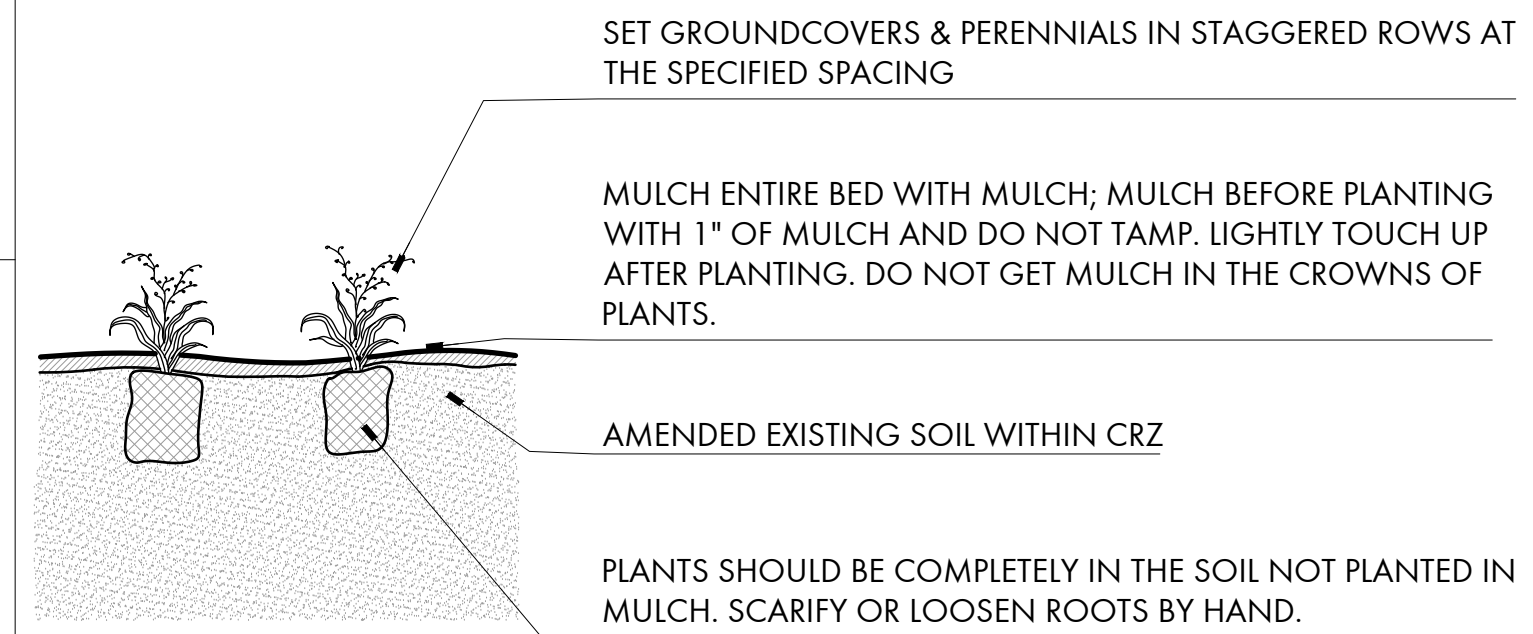 SET GROUNDCOVERS & PERENNIALS IN STAGGERED ROWS AT
THE SPECIFIED SPACING
MULCH ENTIRE BED WITH MULCH; MULCH BEFORE PLANTING
WITH 1" OF MULCH AND DO NOT TAMP. LIGHTLY TOUCH UP
AFTER PLANTING. DO NOT GET MULCH IN THE CROWNS OF
PLANTS.
AMENDED EXISTING SOIL WITHIN CRZ
PLANTS SHOULD BE COMPLETELY IN THE SOIL NOT PLANTED IN
MULCH. SCARIFY OR LOOSEN ROOTS BY HAND.